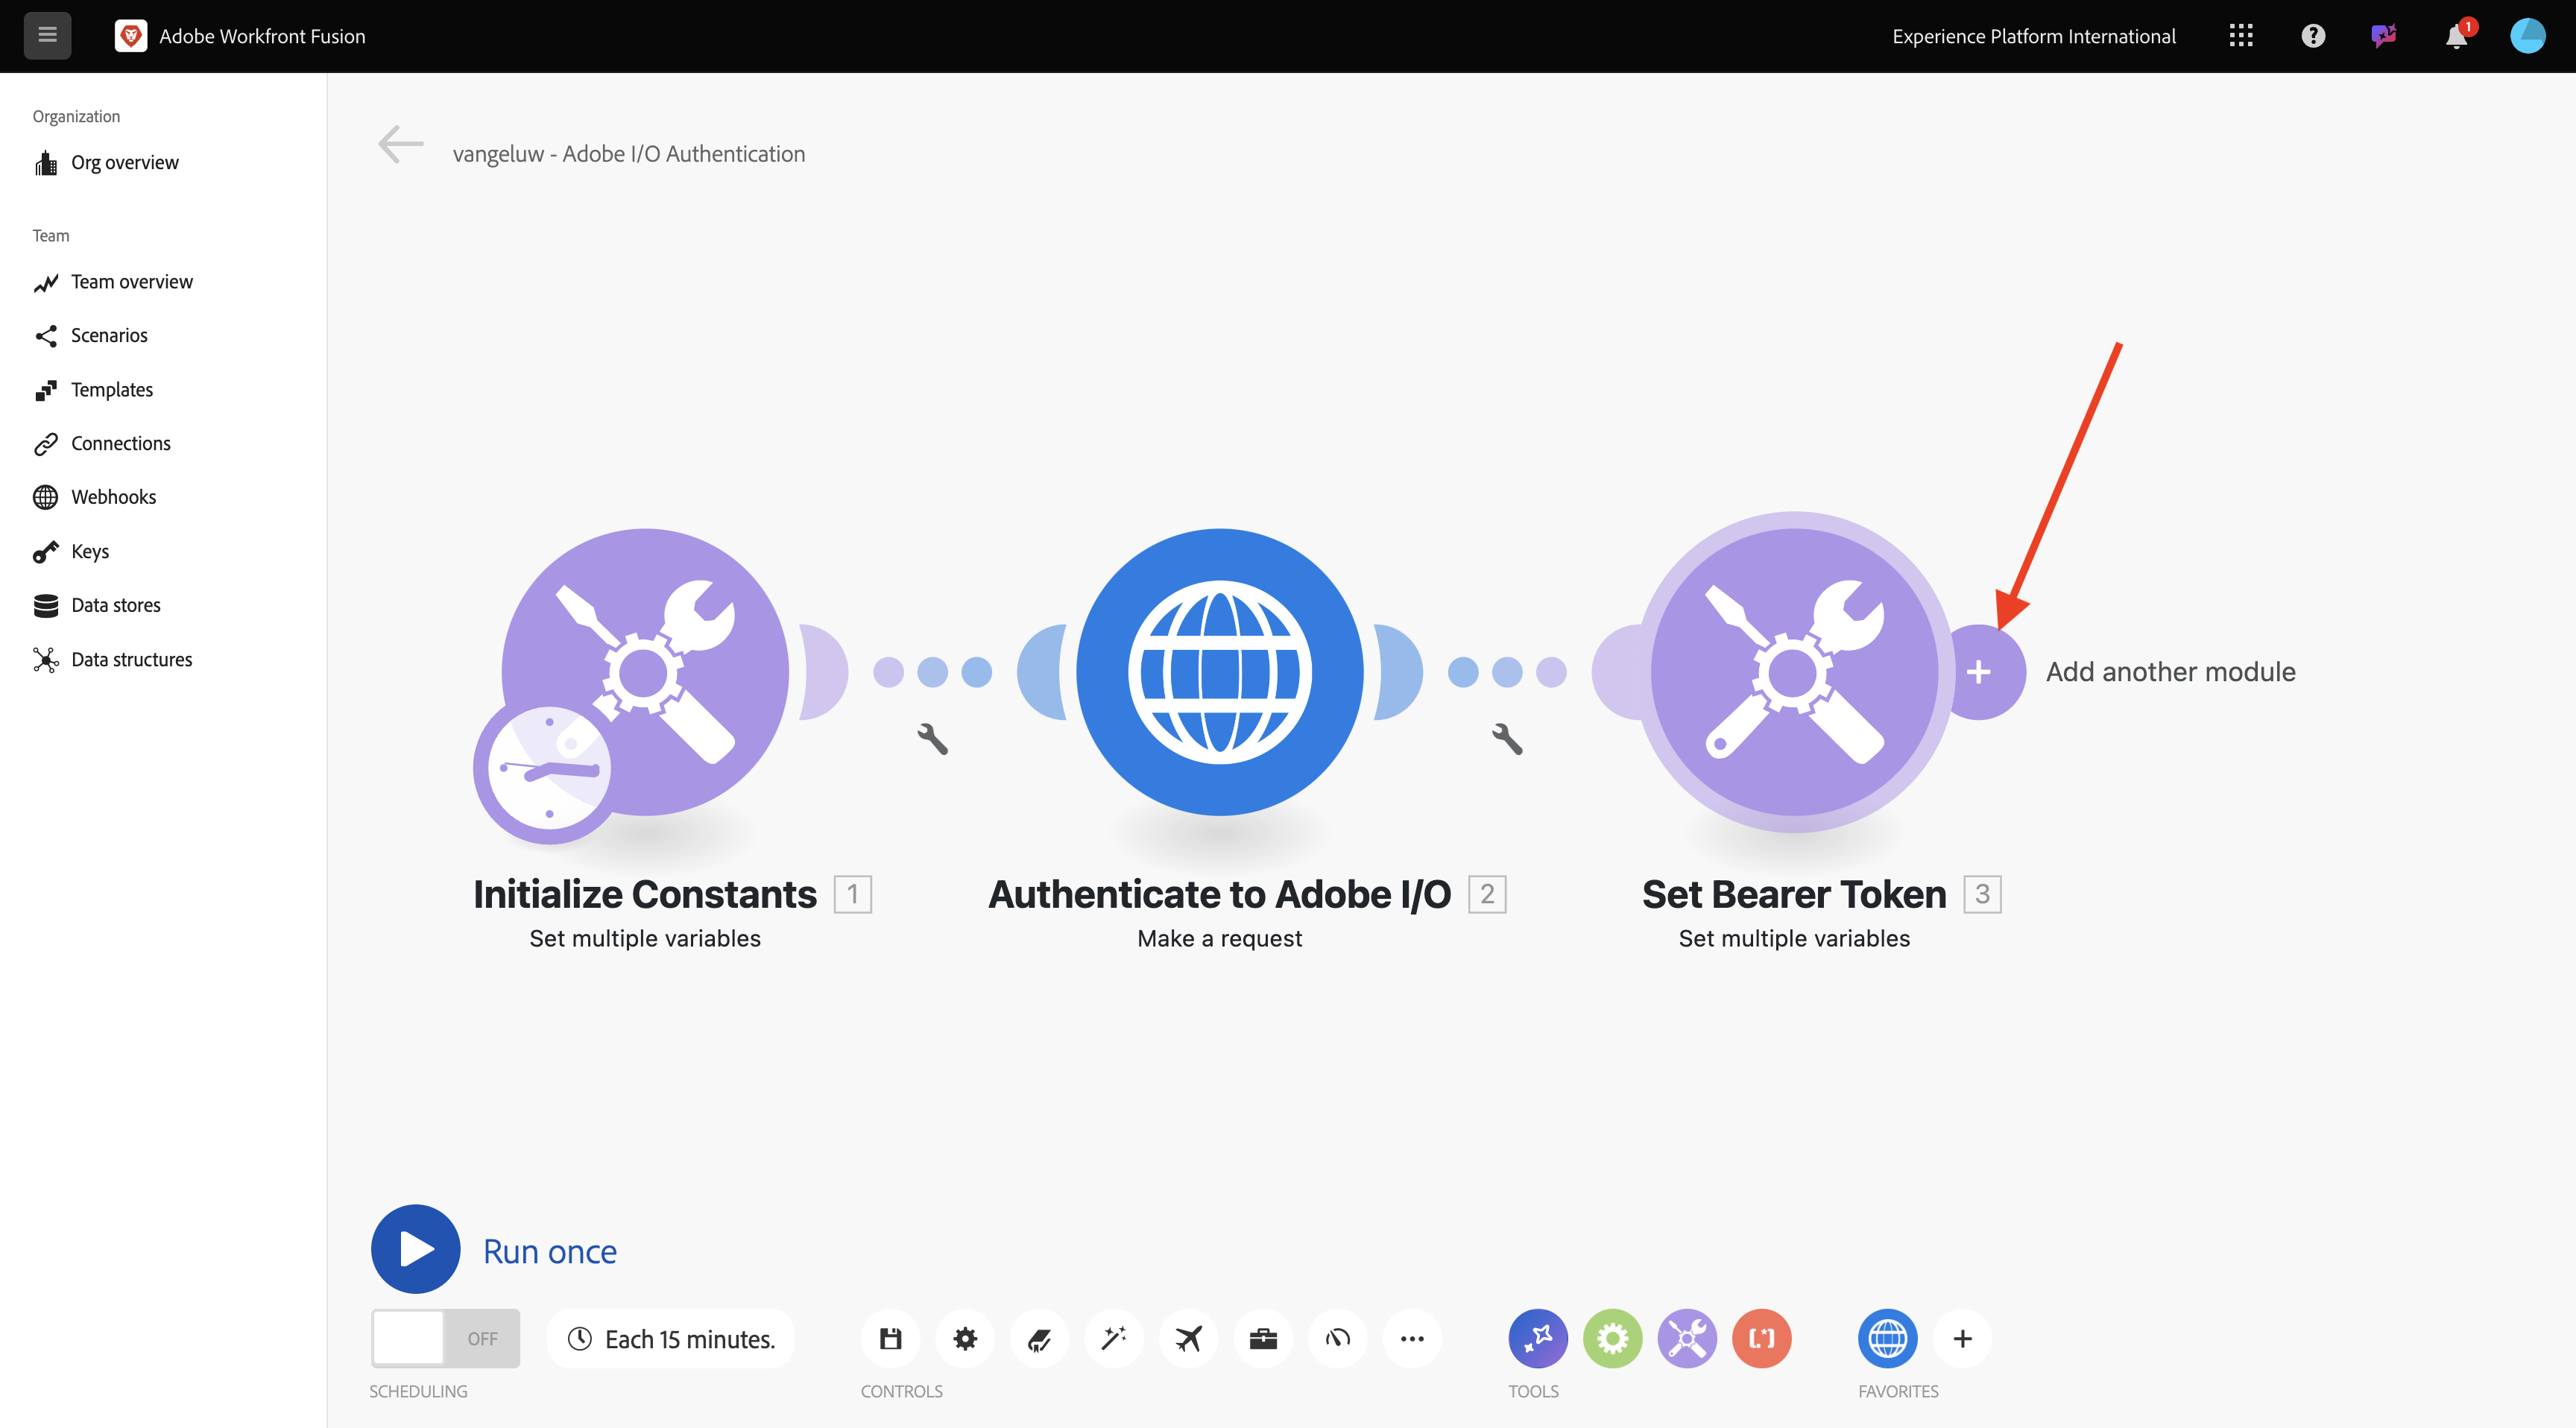 Adobe Workfront Fusion
Experience Platform International
1
Organization
Org overview
Team
Team overview
Scenarios
Templates
Connections
Webhooks
Keys
Data stores
Data structures
vangeluw - Adobe I/O Authentication
Add another module
Initialize Constants 1
Set multiple variables
Authenticate to Adobe I/O 2
Make a request
Set Bearer Token 3
Set multiple variables
Run once
OFF
Each 15 minutes.
SCHEDULING
CONTROLS
TOOLS
FAVORITES